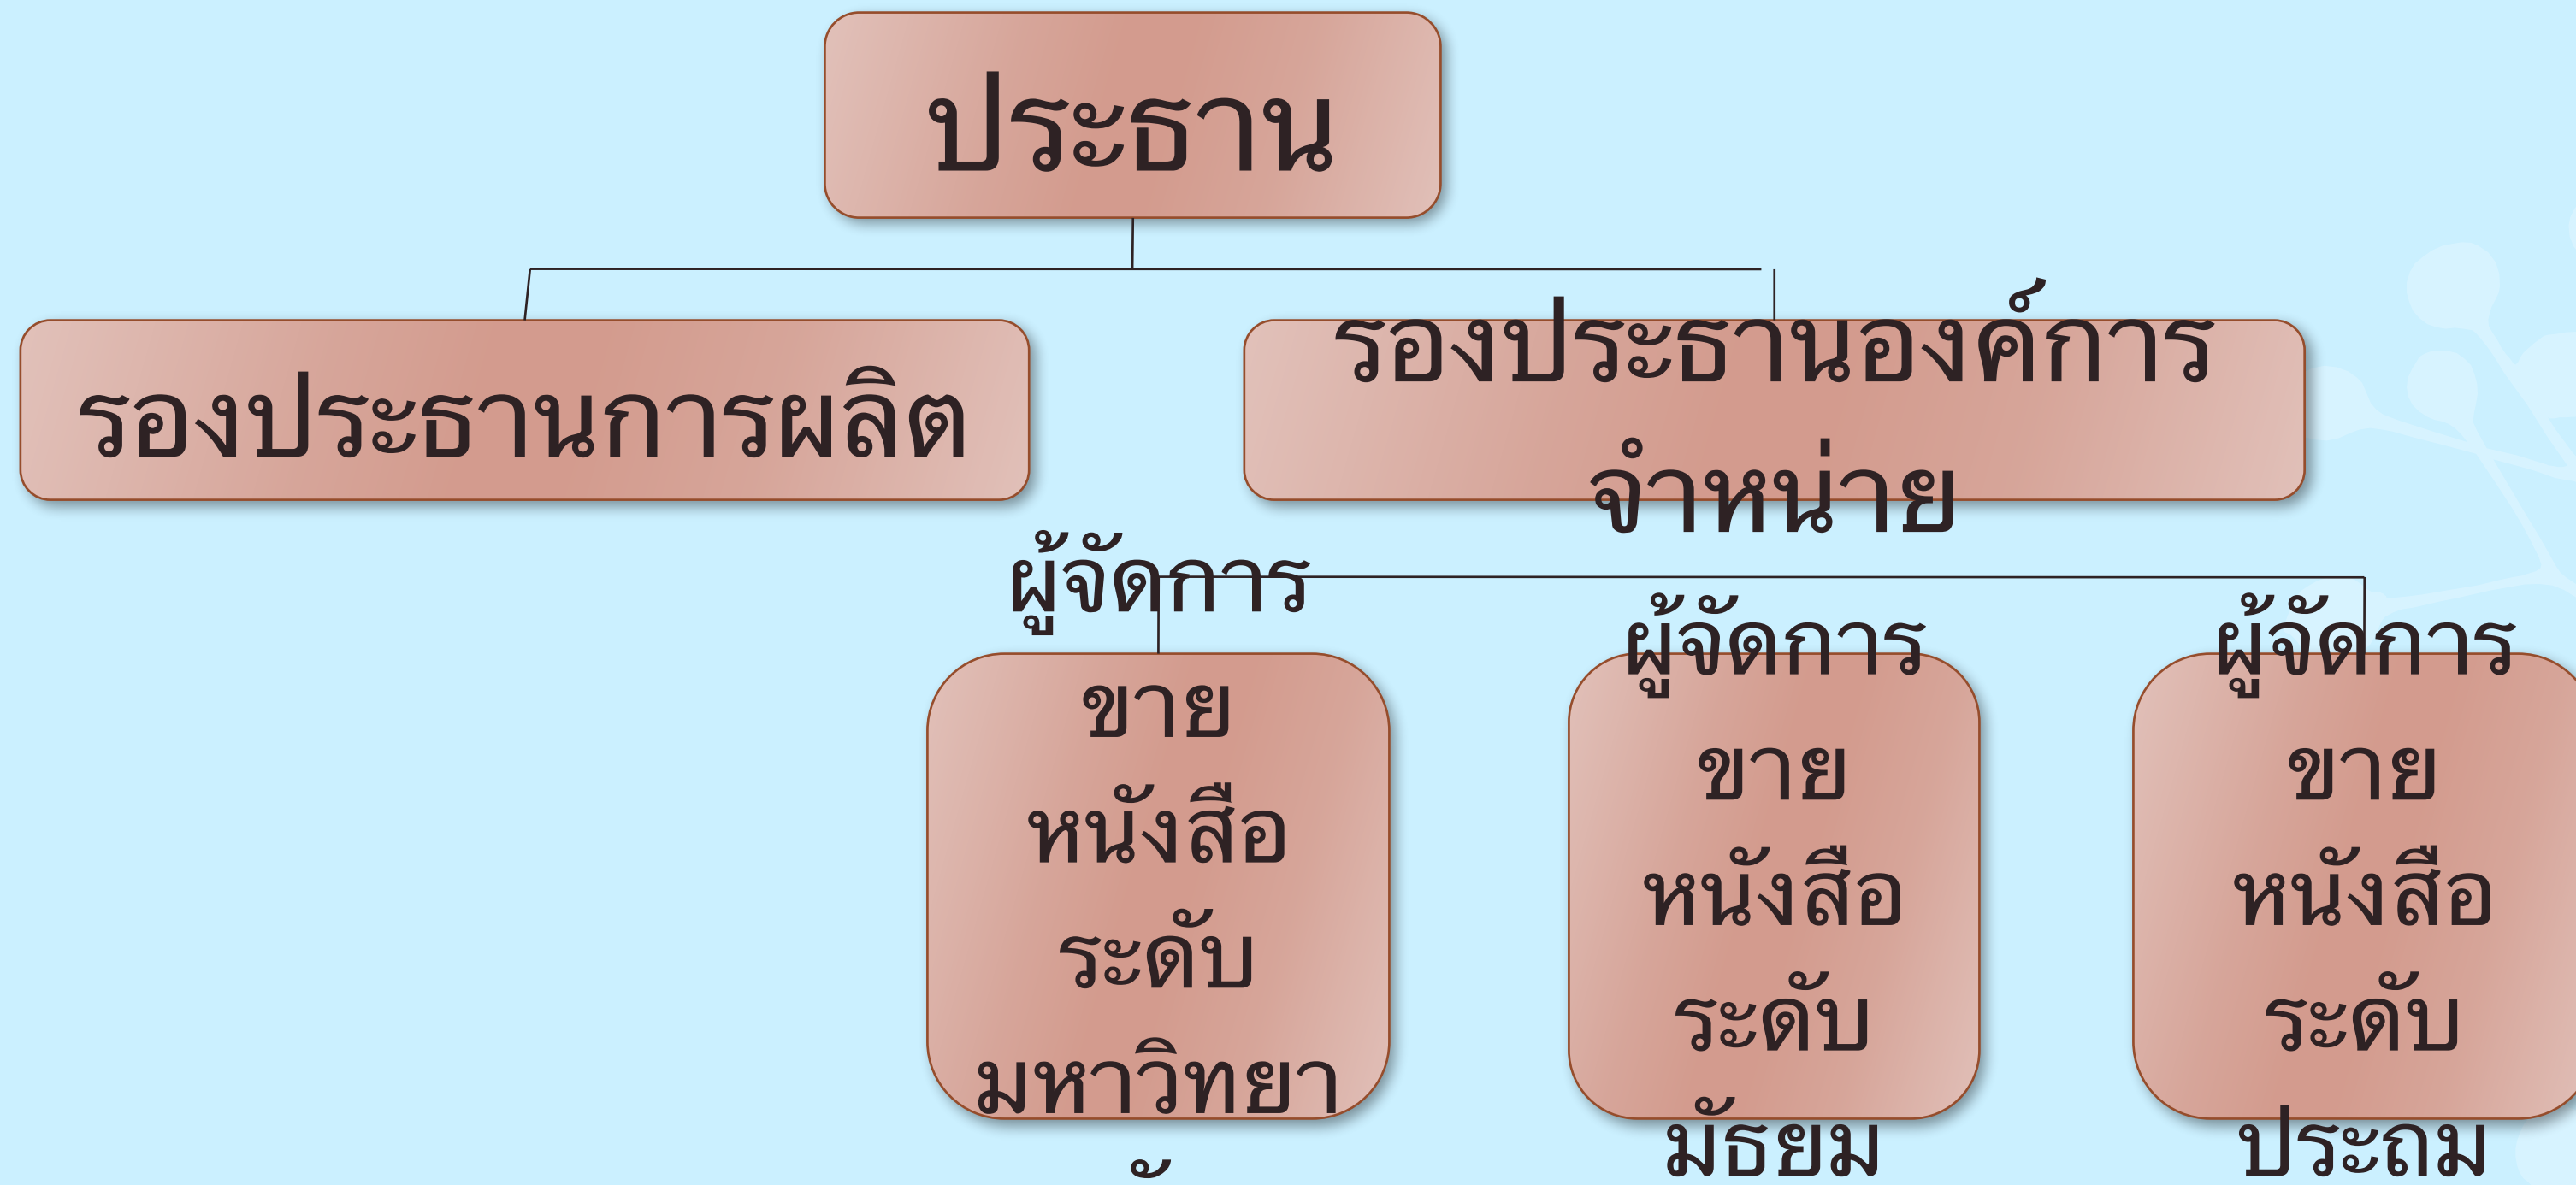 ประธาน
รองประธานการผลิต
รองประธานองค์การ
จำหน่าย
ผู้จัดการ
ขาย
หนังสือ
ระดับ
มหาวิทยา
ผู้จัดการ
ขาย
หนังสือ
ระดับ
มัธยม
ผู้จัดการ
ขาย
หนังสือ
ระดับ
ประถม